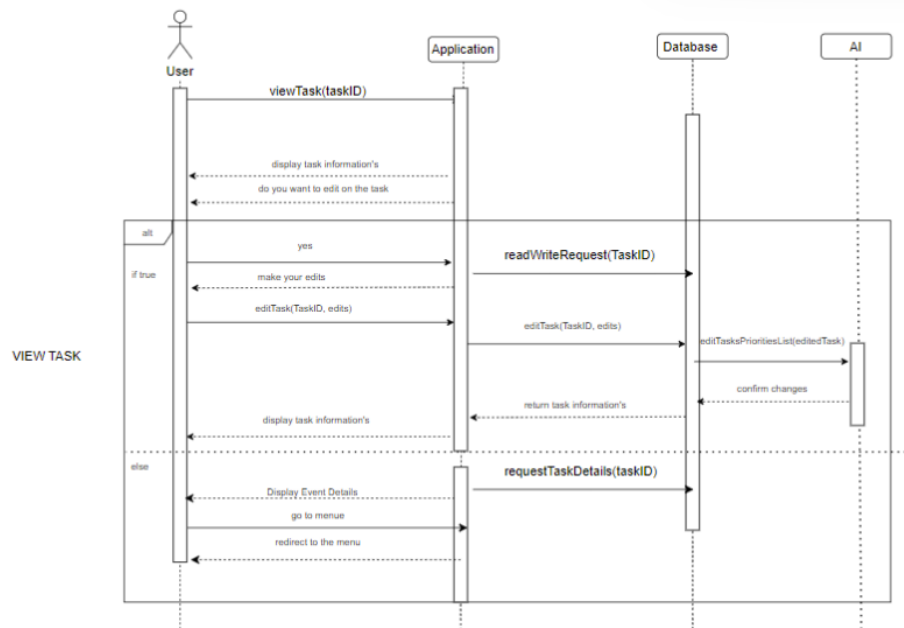 User
Application
Database
AI
viewTask(taskID)
display task information's
do you want to edit on the task
alt
yes
readWriteRequest(TaskID)
if true
make your edits
editTask(TaskID, edits)
editTask(TaskID, edits)
editTasksPrioritiesList(editedTask)
VIEW TASK
confirm changes
return task information's
display task information's
else
requestTaskDetails(taskID)
Display Event Details
go to menue
redirect to the menu